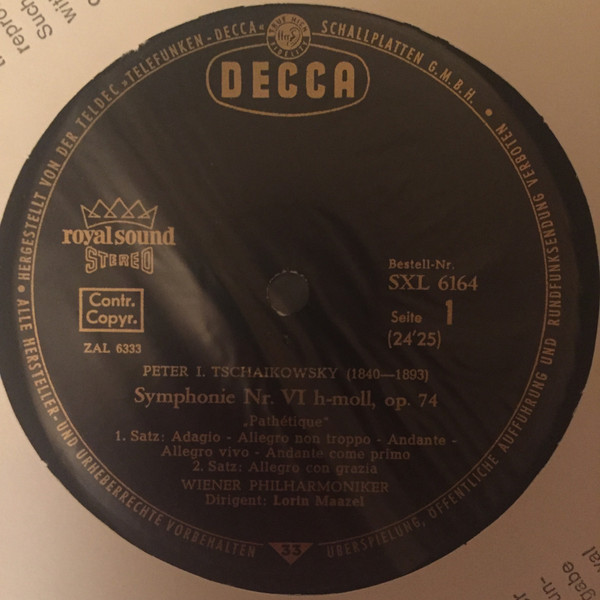 HERGESTELLT VON DER TELDEC »TELEFUNKEN-DECCA« SCHALLPLATTEN G.M.B.H.
DECCA
royal sound
STEREO
Contr.
Copyr.
ZAL 6333
Bestell-Nr.
SXL 6164
Seite 1
(24'25)
PETER I. TSCHAIKOWSKY (1840—1893)
Symphonie Nr. VI h-moll, op. 74
„Pathétique"
1. Satz: Adagio - Allegro non troppo - Andante -
Allegro vivo - Andante come primo
2. Satz: Allegro con grazia
WIENER PHILHARMONIKER
Dirigent: Lorin Maazel
33
ALLE HERSTELLER- UND URHEBERRECHTE VORBEHALTEN
ÜBERSPIELUNG, ÖFFENTLICHE AUFFÜHRUNG UND RUNDFUNKSENDUNG VERBOTEN